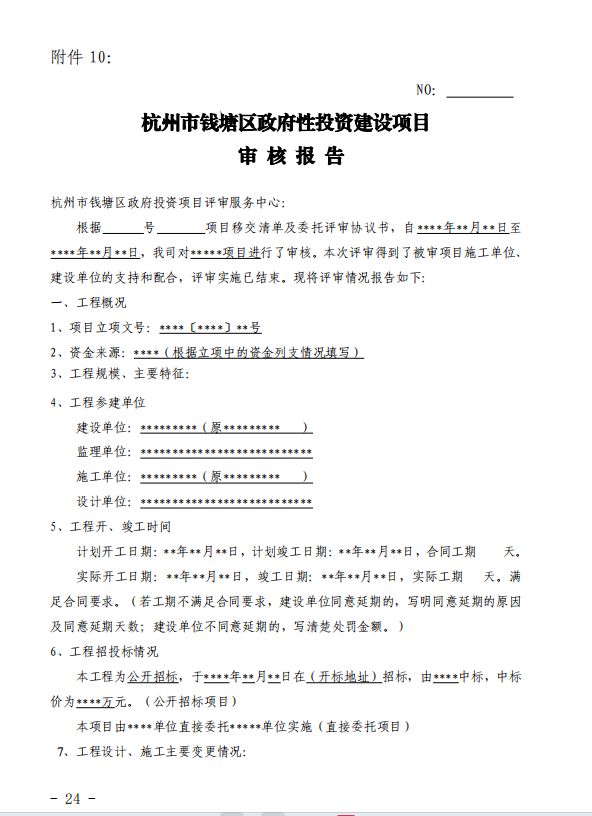 附件 10：
NO： ________
杭州市钱塘区政府性投资建设项目
审 核 报 告
杭州市钱塘区政府投资项目评审服务中心：
根据______号_______项目移交清单及委托评审协议书，自****年**月**日至
****年**月**日，我司对*****项目进行了审核。本次评审得到了被审项目施工单位、
建设单位的支持和配合，评审实施已结束。现将评审情况报告如下：
一、工程概况
1、项目立项文号：****〔****〕**号
2、资金来源：****（根据立项中的资金列支情况填写）
3、工程规模、主要特征：
4、工程参建单位
建设单位：*********（原********* ）
监理单位：***************************
施工单位：*********（原********* ）
设计单位：***************************
5、工程开、竣工时间
计划开工日期：**年**月**日，计划竣工日期：**年**月**日，合同工期 天。
实际开工日期：**年**月**日，竣工日期：**年**月**日，实际工期 天。满
足合同要求。（若工期不满足合同要求，建设单位同意延期的，写明同意延期的原因
及同意延期天数；建设单位不同意延期的，写清楚处罚金额。）
6、工程招投标情况
本工程为公开招标，于****年**月**日在（开标地址）招标，由****中标，中标
价为****万元。（公开招标项目）
本项目由****单位直接委托*****单位实施（直接委托项目）
7、工程设计、施工主要变更情况：
- 24 -